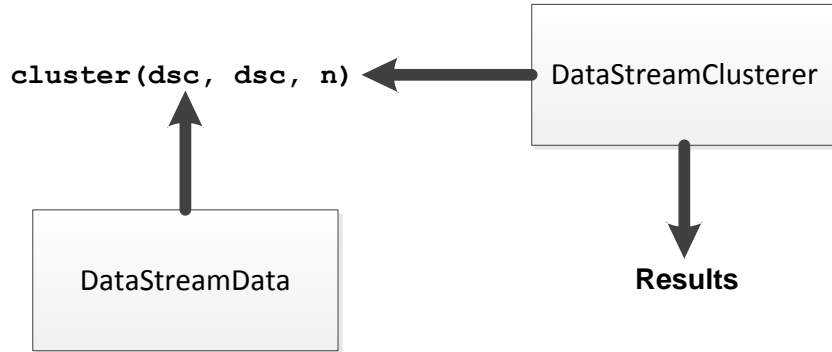 cluster(dsc, dsc, n)
DataStreamClusterer
DataStreamData
Results